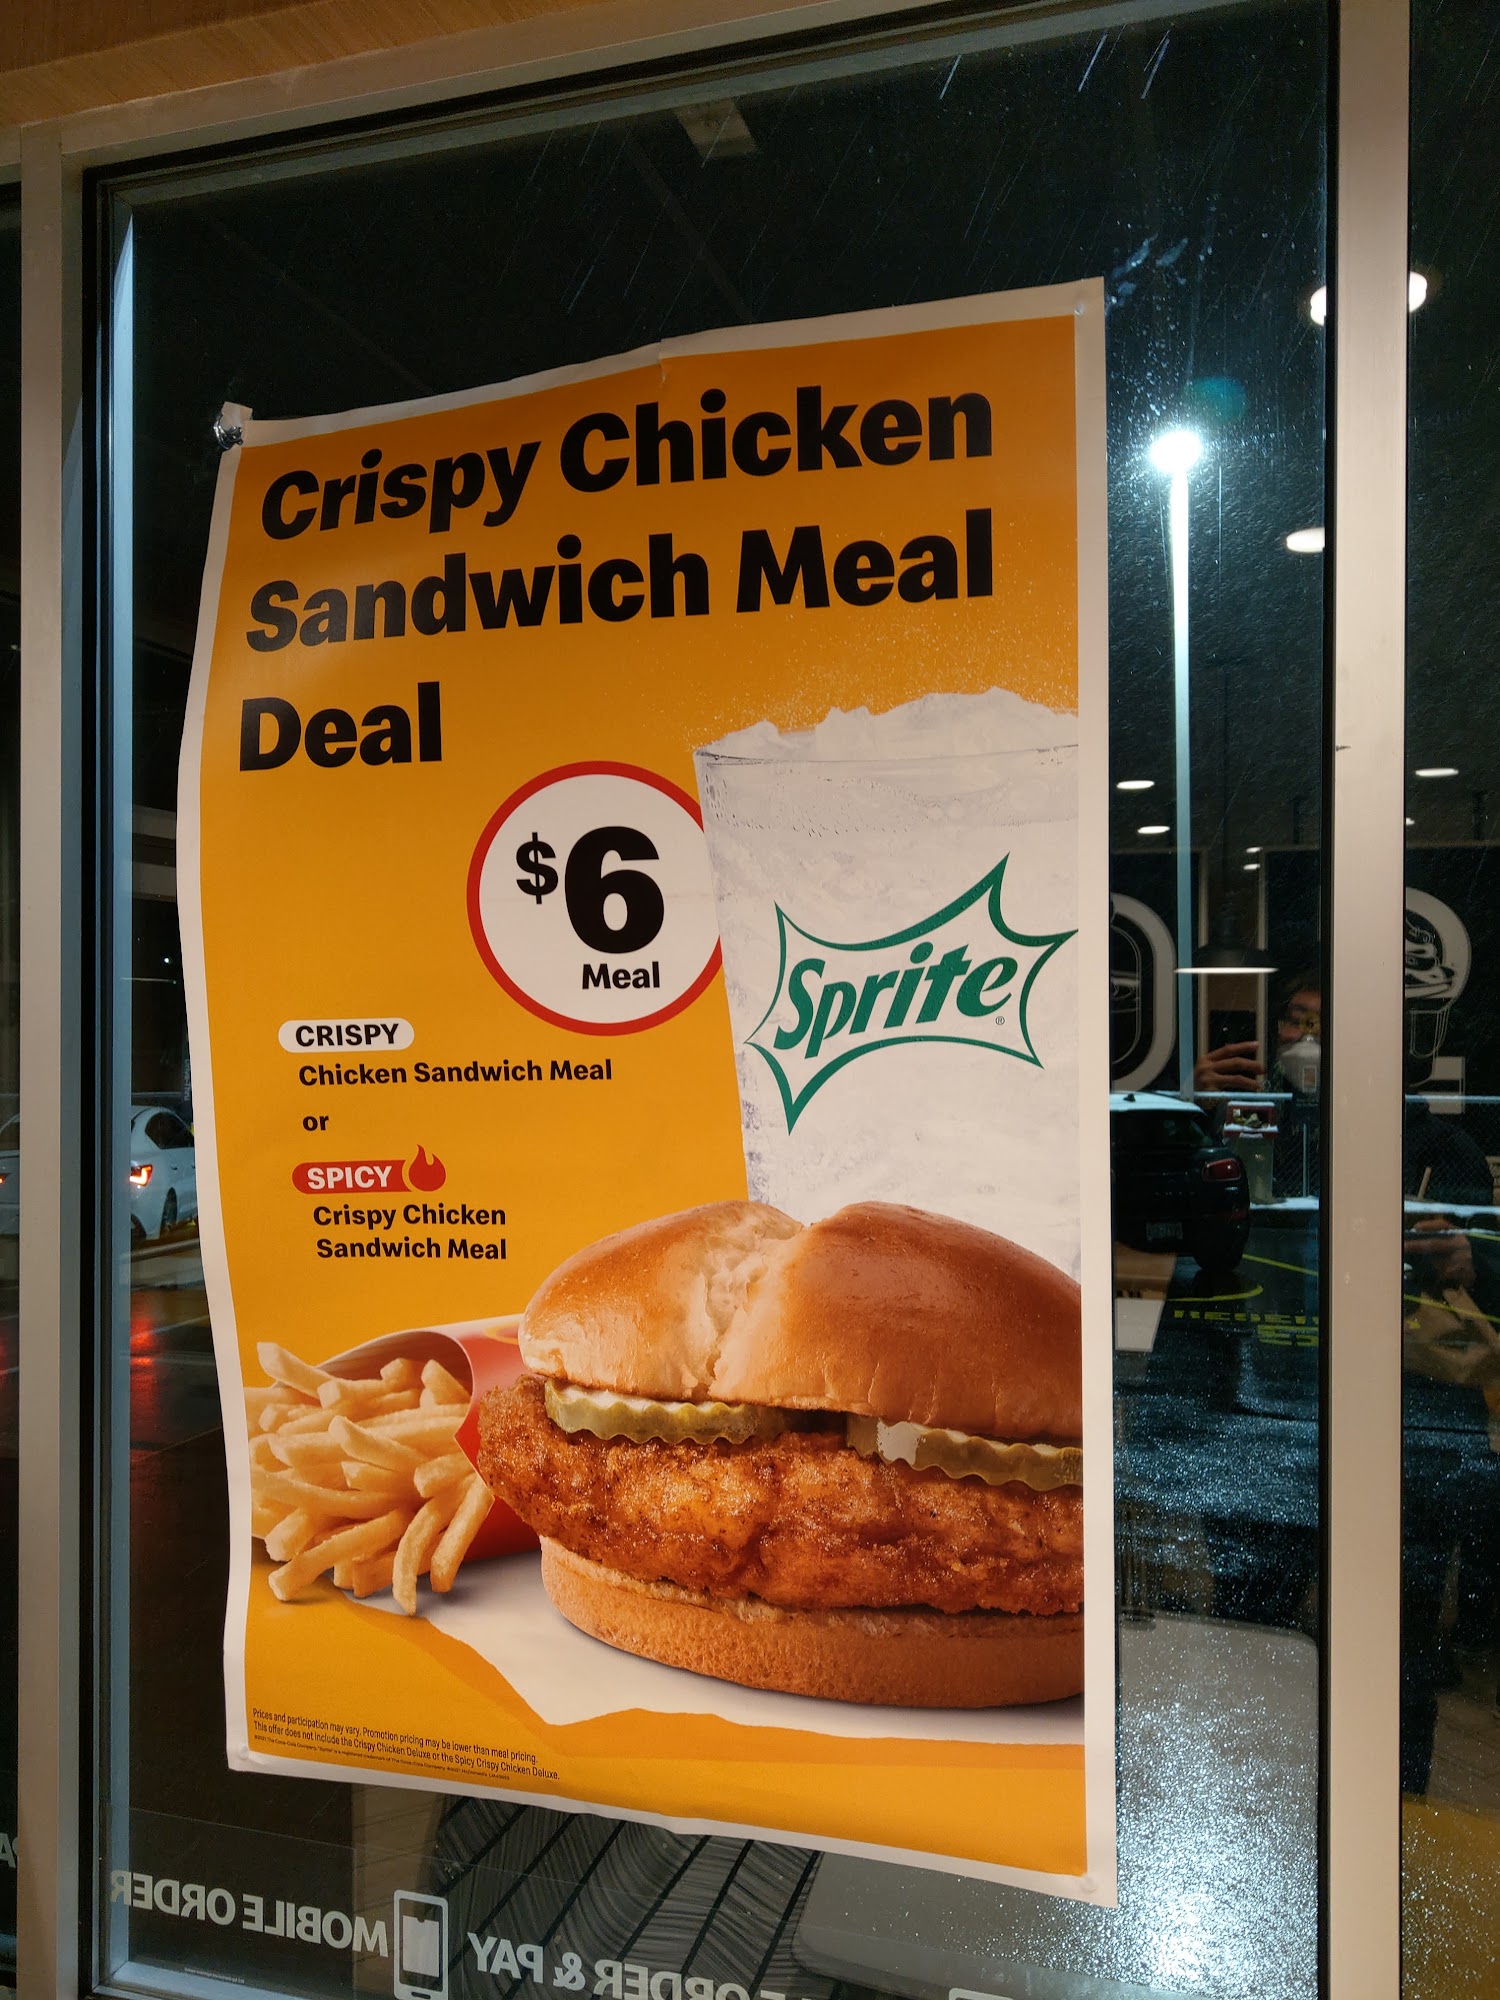 Crispy Chicken
Sandwich Meal
Deal
$6
Meal
CRISPY
Chicken Sandwich Meal
or
SPICY
Crispy Chicken
Sandwich Meal
Sprite®
Prices and participation may vary. Promotion pricing may be lower than meal pricing.
This offer does not include the Crispy Chicken Deluxe or the Spicy Crispy Chicken Deluxe.
MOBILE ORDER
ORDER & PAY